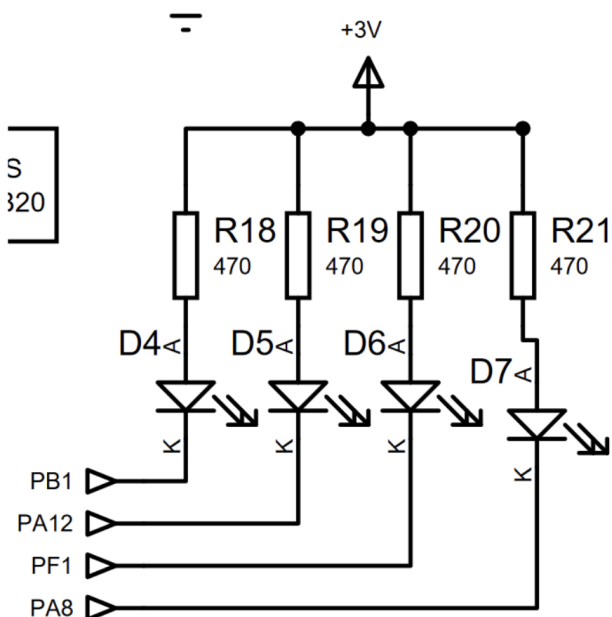 +3V
S
320
R18
470
R19
470
R20
470
R21
470
D4
A
D5
A
D6
A
D7
A
K
K
K
K
PB1
PA12
PF1
PA8